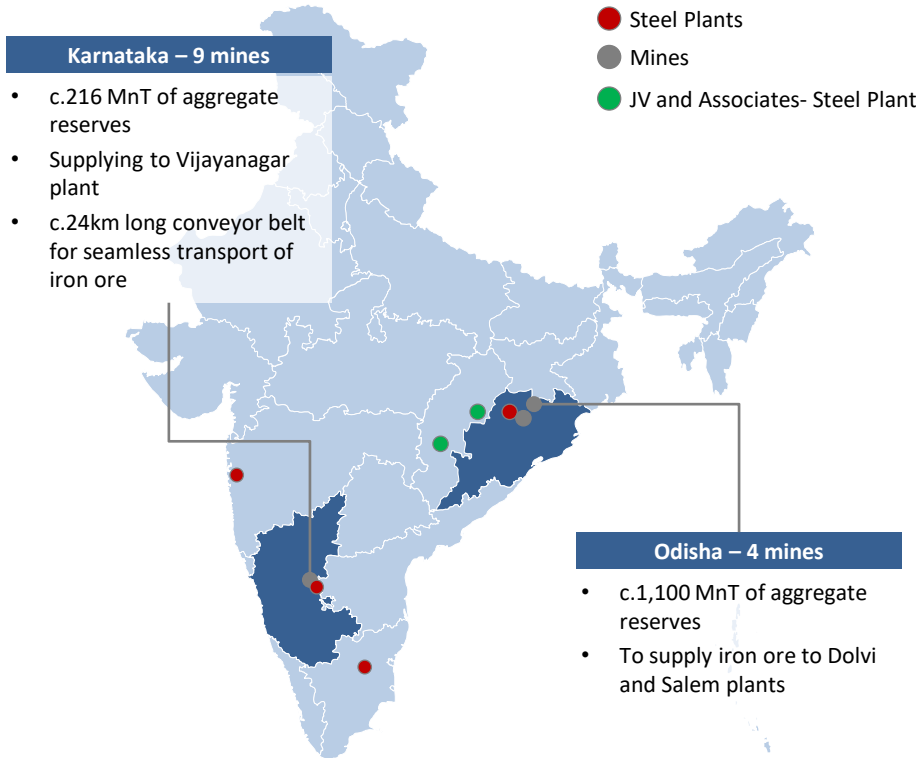 Steel Plants
Mines
JV and Associates- Steel Plant
Karnataka – 9 mines
• c.216 MnT of aggregate
reserves
• Supplying to Vijayanagar
plant
• c.24km long conveyor belt
for seamless transport of
iron ore
Odisha – 4 mines
• c.1,100 MnT of aggregate
reserves
• To supply iron ore to Dolvi
and Salem plants